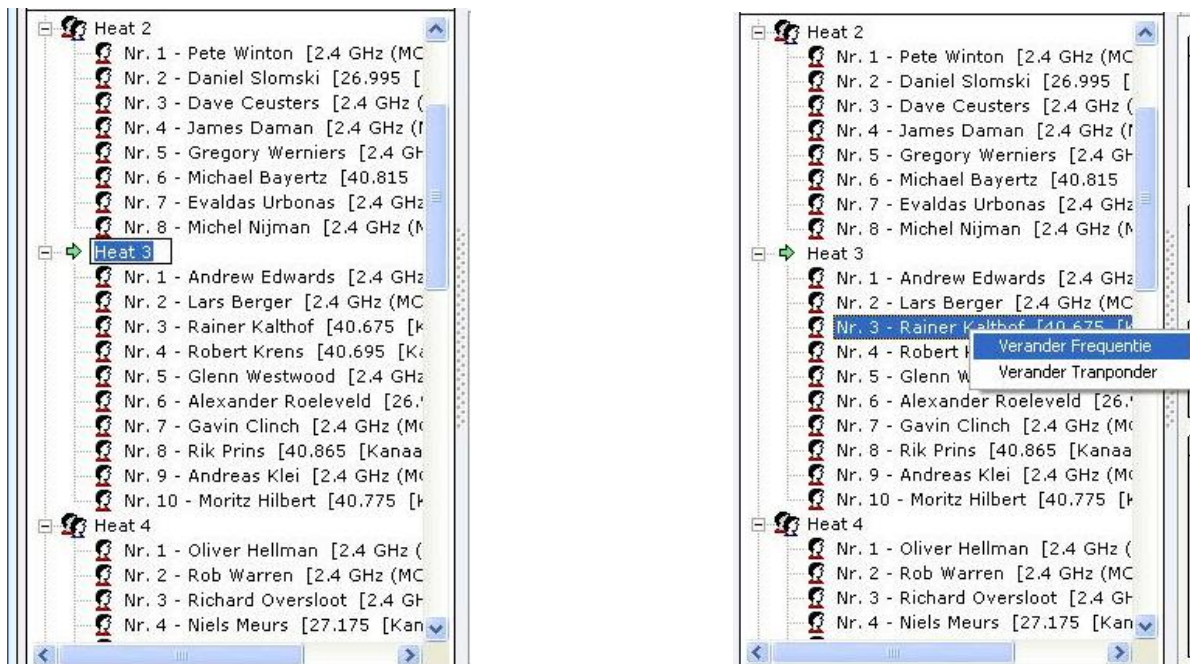 Heat 2
Nr. 1 - Pete Winton [2.4 GHz (MC
Nr. 2 - Daniel Slomski [26.995 [
Nr. 3 - Dave Ceusters [2.4 GHz (
Nr. 4 - James Daman [2.4 GHz (
Nr. 5 - Gregory Werniers [2.4 GH
Nr. 6 - Michael Bayertz [40.815
Nr. 7 - Evaldas Urbonas [2.4 GHz
Nr. 8 - Michel Nijman [2.4 GHz (
Heat 3
Nr. 1 - Andrew Edwards [2.4 GHz
Nr. 2 - Lars Berger [2.4 GHz (MC
Nr. 3 - Rainer Kalthof [40.675 [
Nr. 4 - Robert Krens [40.695 [Ka
Nr. 5 - Glenn Westwood [2.4 GHz
Nr. 6 - Alexander Roeleveld [26.
Nr. 7 - Gavin Clinch [2.4 GHz (M
Nr. 8 - Rik Prins [40.865 [Kanaa
Nr. 9 - Andreas Klei [2.4 GHz (M
Nr. 10 - Moritz Hilbert [40.775 [
Heat 4
Nr. 1 - Oliver Hellman [2.4 GHz (
Nr. 2 - Rob Warren [2.4 GHz (MC
Nr. 3 - Richard Oversloot [2.4 GH
Nr. 4 - Niels Meurs [27.175 [Kan
Heat 2
Nr. 1 - Pete Winton [2.4 GHz (MC
Nr. 2 - Daniel Slomski [26.995 [
Nr. 3 - Dave Ceusters [2.4 GHz (
Nr. 4 - James Daman [2.4 GHz (
Nr. 5 - Gregory Werniers [2.4 GH
Nr. 6 - Michael Bayertz [40.815
Nr. 7 - Evaldas Urbonas [2.4 GHz
Nr. 8 - Michel Nijman [2.4 GHz (
Heat 3
Nr. 1 - Andrew Edwards [2.4 GHz
Nr. 2 - Lars Berger [2.4 GHz (MC
Nr. 3 - Rainer Kalthof [40.675 [
Verander Frequentie
Nr. 4 - Robert
Verander Tranponder
Nr. 5 - Glenn
Nr. 6 - Alexander Roeleveld [26.
Nr. 7 - Gavin Clinch [2.4 GHz (M
Nr. 8 - Rik Prins [40.865 [Kanaa
Nr. 9 - Andreas Klei [2.4 GHz (M
Nr. 10 - Moritz Hilbert [40.775 [
Heat 4
Nr. 1 - Oliver Hellman [2.4 GHz (
Nr. 2 - Rob Warren [2.4 GHz (MC
Nr. 3 - Richard Oversloot [2.4 GH
Nr. 4 - Niels Meurs [27.175 [Kan